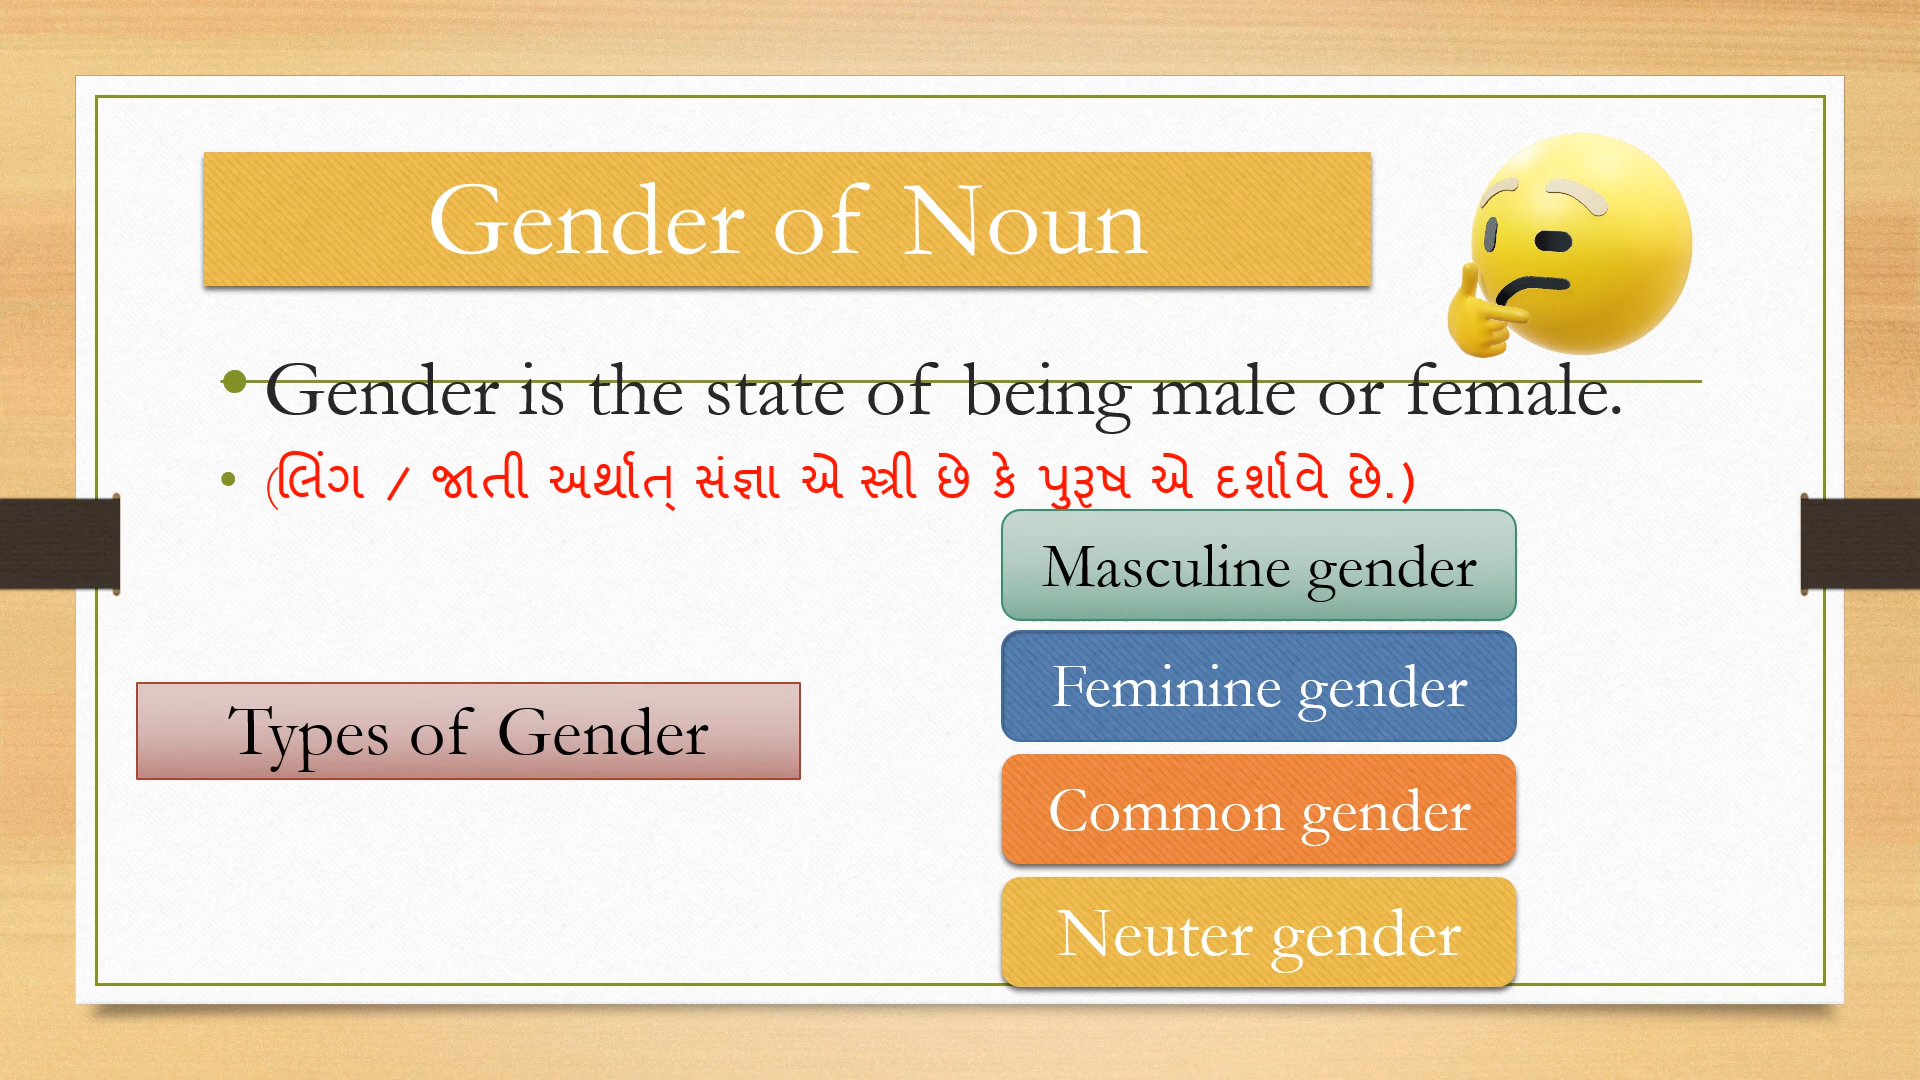 Gender of Noun
• Gender is the state of being male or female.
• (લિંગ / જાતી અર્થાત્ સંજ્ઞા એ સ્ત્રી છે કે પુરૂષ એ દર્શાવે છે.)
Masculine gender
Feminine gender
Types of Gender
Common gender
Neuter gender